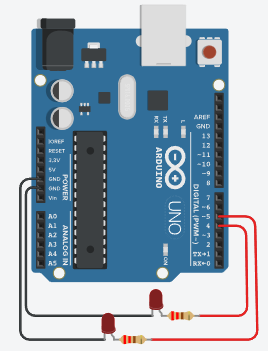 RX TX L
AREF
GND
13
12
~11
~10
~9
8
IOREF
RESET
3.3V
5V
GND
GND
Vin
POWER
ARDUINO
UNO
DIGITAL (PWM~)
7
~6
~5
4
~3
2
TX→1
RX←0
A0
A1
A2
A3
A4
A5
ANALOG IN
ON